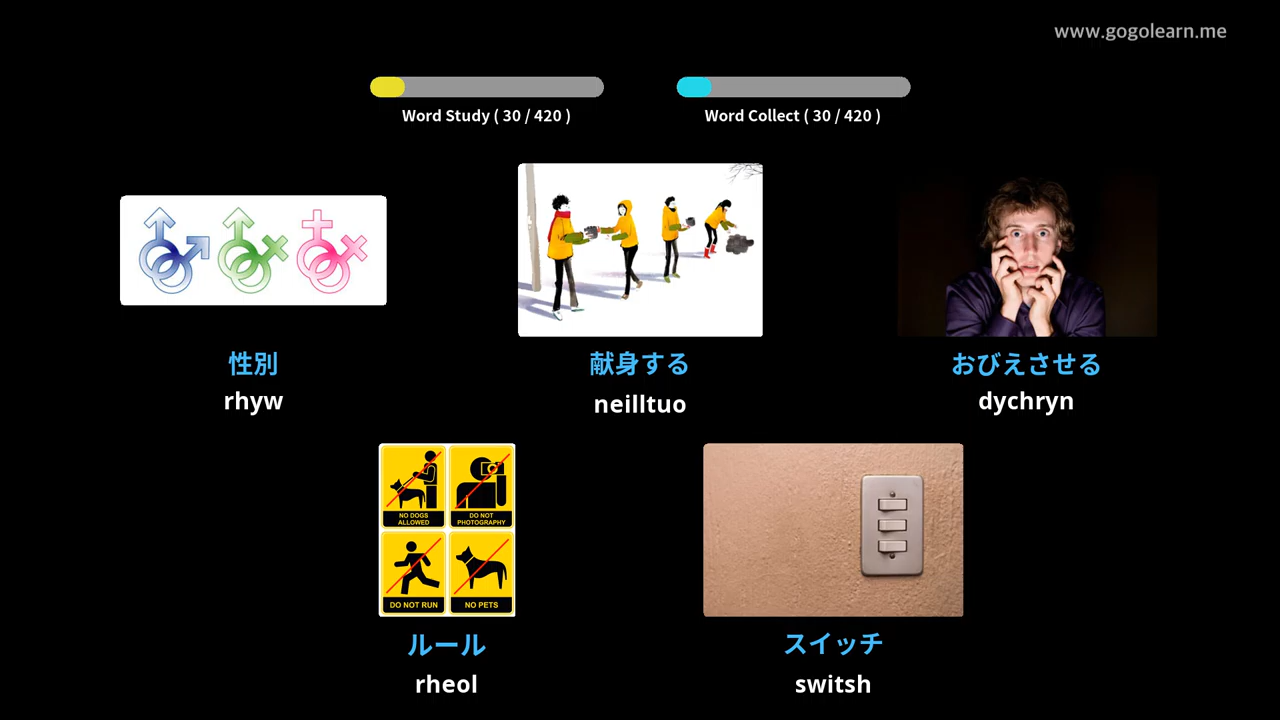 www.gogolearn.me
Word Study ( 30 / 420 )
Word Collect ( 30 / 420 )
性別
rhyw
献身する
neilltuo
おびえさせる
dychryn
NO DOGS
ALLOWED
DO NOT
PHOTOGRAPHY
DO NOT RUN
NO PETS
ルール
rheol
スイッチ
switsh